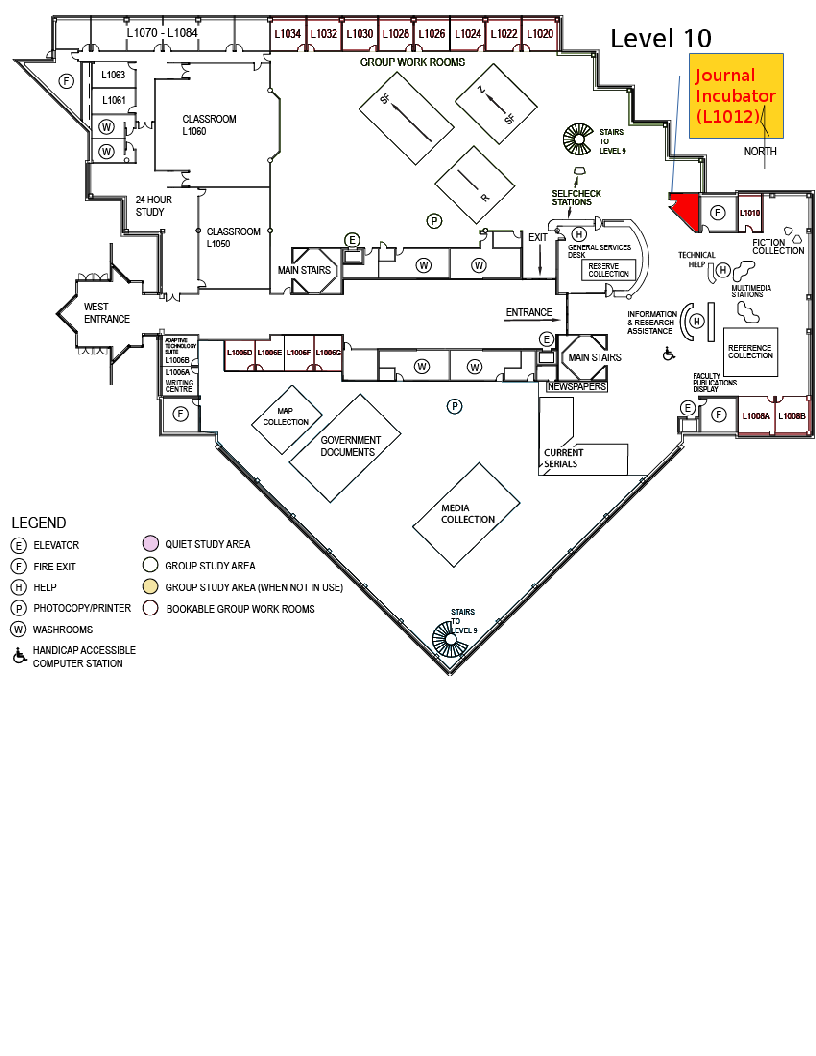 Level 10
Journal
Incubator
(L1012)
NORTH
L1070 - L1084
L1034
L1032
L1030
L1028
L1026
L1024
L1022
L1020
GROUP WORK ROOMS
F
L1063
L1061
W
W
CLASSROOM
L1060
SF
N
SF
R
STAIRS
TO
LEVEL 9
SELFCHECK
STATIONS
24 HOUR
STUDY
CLASSROOM
L1050
P
E
MAIN STAIRS
W
W
EXIT
H
GENERAL SERVICES
DESK
RESERVE
COLLECTION
F
L1010
FICTION
COLLECTION
TECHNICAL
HELP
H
MULTIMEDIA
STATIONS
WEST
ENTRANCE
ENTRANCE
INFORMATION
& RESEARCH
ASSISTANCE
H
REFERENCE
COLLECTION
ADAPTIVE
TECHNOLOGY
SUITE
L1006B
L1006A
WRITING
CENTRE
L1006D
L1006E
L1006F
L1006G
W
W
E
MAIN STAIRS
NEWSPAPERS
FACULTY
PUBLICATIONS
DISPLAY
F
MAP
COLLECTION
GOVERNMENT
DOCUMENTS
P
E
F
L1008A
L1008B
CURRENT
SERIALS
MEDIA
COLLECTION
STAIRS
TO
LEVEL 9
LEGEND
E ELEVATOR
F FIRE EXIT
H HELP
P PHOTOCOPY/PRINTER
W WASHROOMS
HANDICAP ACCESSIBLE
COMPUTER STATION
QUIET STUDY AREA
GROUP STUDY AREA
GROUP STUDY AREA (WHEN NOT IN USE)
BOOKABLE GROUP WORK ROOMS